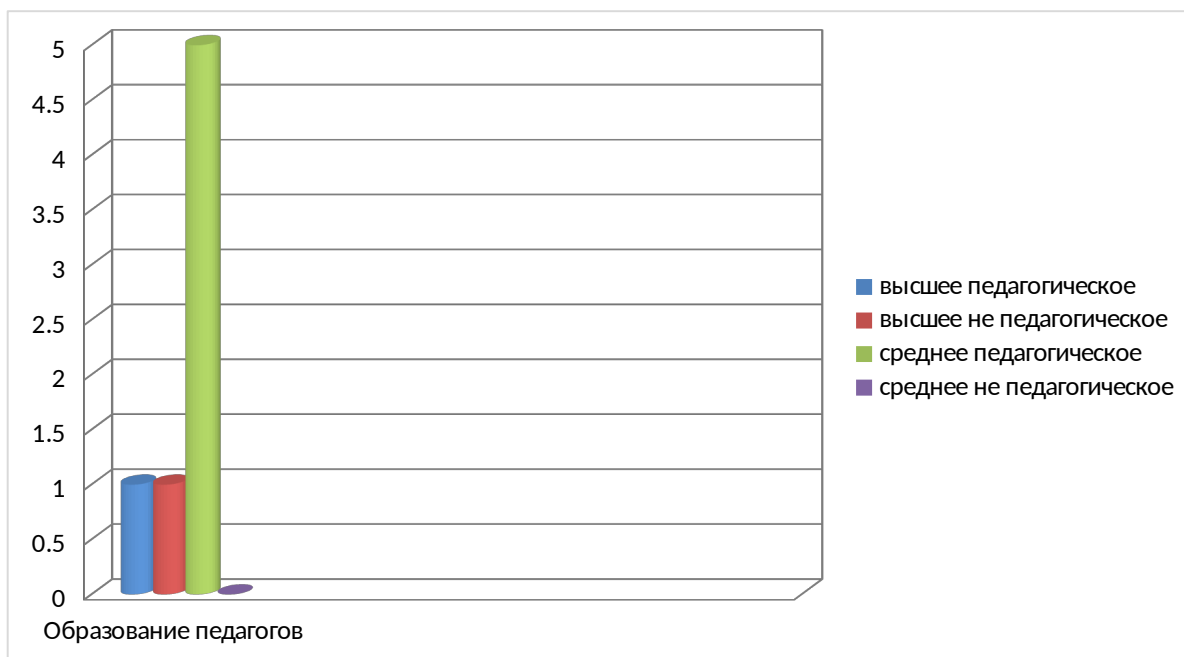 5
4.5
4
3.5
3
2.5
2
1.5
1
0.5
0
Образование педагогов
высшее педагогическое
высшее не педагогическое
среднее педагогическое
среднее не педагогическое